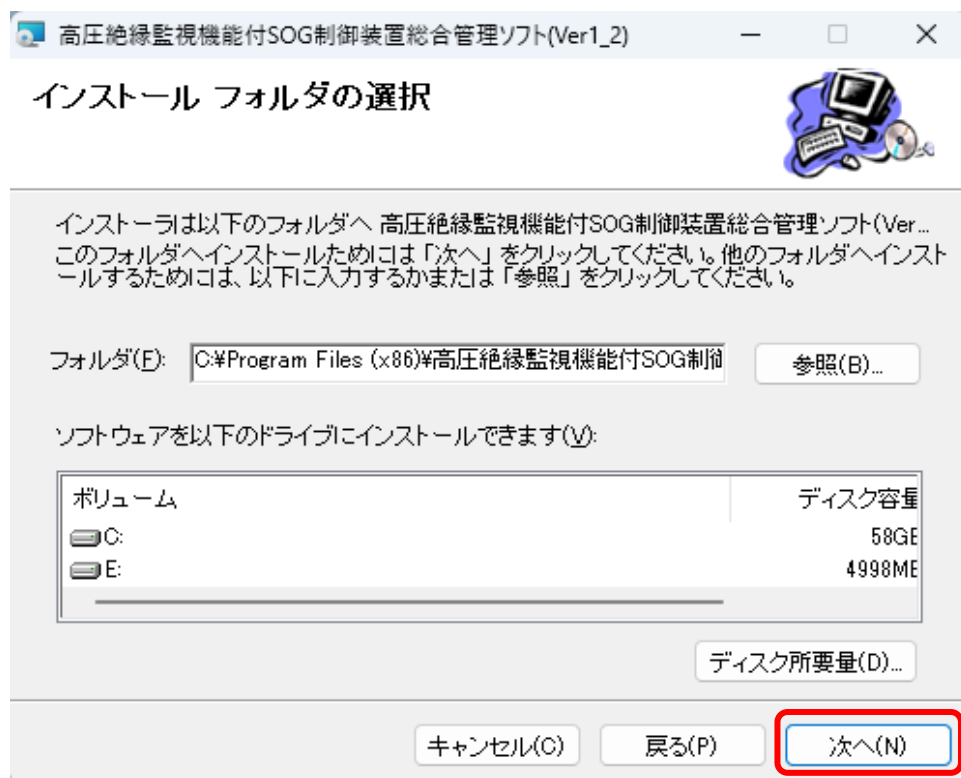 高圧絶縁監視機能付SOG制御装置総合管理ソフト(Ver1_2)
インストール フォルダの選択
インストーラは以下のフォルダへ 高圧絶縁監視機能付SOG制御装置総合管理ソフト(Ver...
このフォルダへインストールためには「次へ」をクリックしてください。他のフォルダへインスト
ールするためには、以下に入力するかまたは「参照」をクリックしてください。
フォルダ(F): C:¥Program Files (x86)¥高圧絶縁監視機能付SOG制御 参照(B)...
ソフトウェアを以下のドライブにインストールできます(V):
ボリューム ディスク容量
C: 58GB
E: 4998MB
ディスク所要量(D)...
キャンセル(C) 戻る(P) 次へ(N)